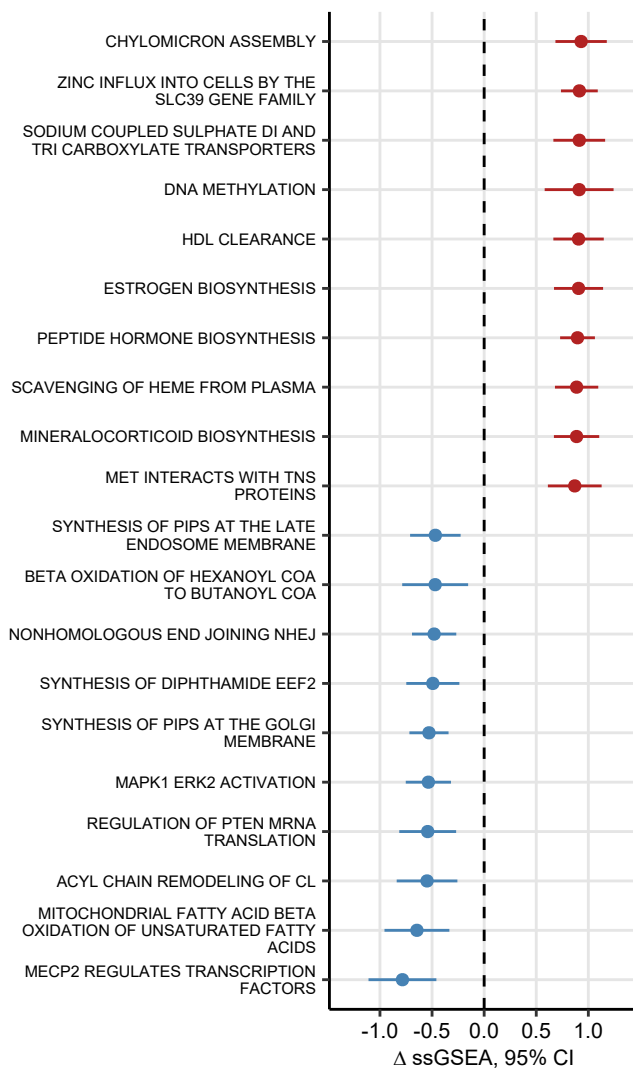 CHYLOMICRON ASSEMBLY
ZINC INFLUX INTO CELLS BY THE
SLC39 GENE FAMILY
SODIUM COUPLED SULPHATE DI AND
TRI CARBOXYLATE TRANSPORTERS
DNA METHYLATION
HDL CLEARANCE
ESTROGEN BIOSYNTHESIS
PEPTIDE HORMONE BIOSYNTHESIS
SCAVENGING OF HEME FROM PLASMA
MINERALOCORTICOID BIOSYNTHESIS
MET INTERACTS WITH TNS
PROTEINS
SYNTHESIS OF PIPS AT THE LATE
ENDOSOME MEMBRANE
BETA OXIDATION OF HEXANOYL COA
TO BUTANOYL COA
NONHOMOLOGOUS END JOINING NHEJ
SYNTHESIS OF DIPHTHAMIDE EEF2
SYNTHESIS OF PIPS AT THE GOLGI
MEMBRANE
MAPK1 ERK2 ACTIVATION
REGULATION OF PTEN MRNA
TRANSLATION
ACYL CHAIN REMODELING OF CL
MITOCHONDRIAL FATTY ACID BETA
OXIDATION OF UNSATURATED FATTY
ACIDS
MECP2 REGULATES TRANSCRIPTION
FACTORS
-1.0 -0.5 0.0 0.5 1.0
Δ ssGSEA, 95% CI